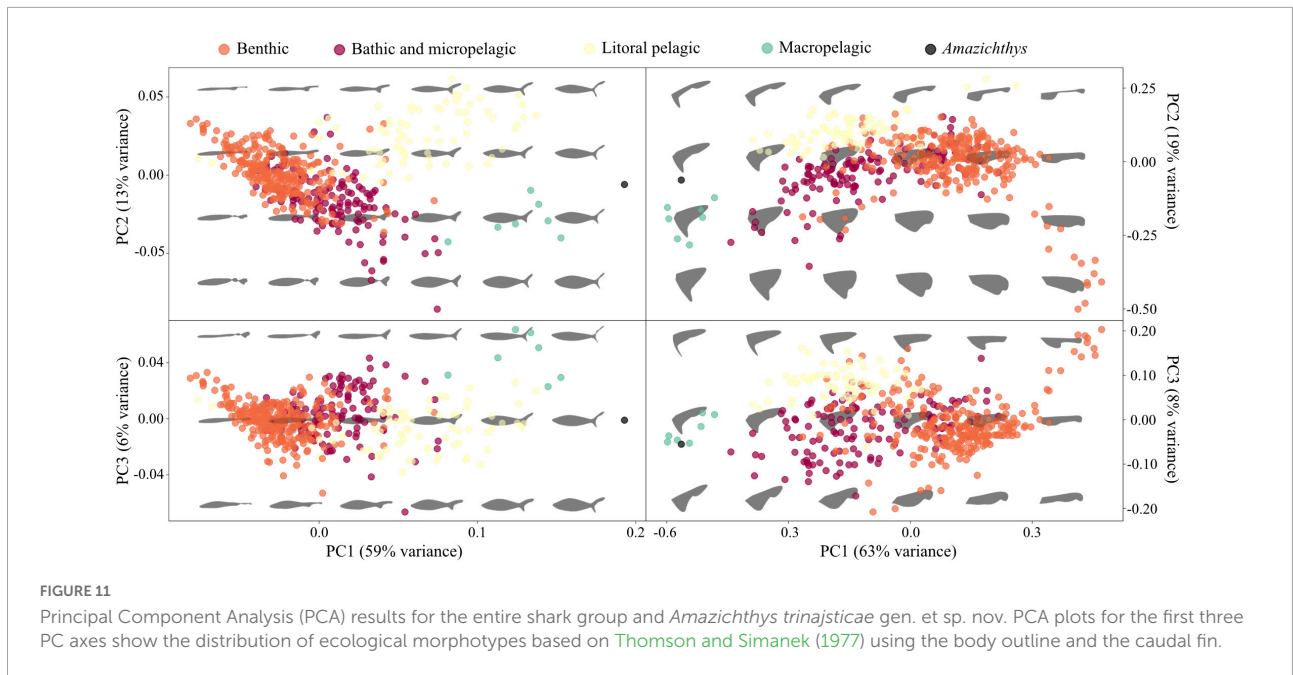 Benthic
Bathic and micropelagic
Litoral pelagic
Macropelagic
Amazichthys
0.05
0.00
-0.05
PC2 (13% variance)
0.25
0.00
-0.25
-0.50
PC2 (19% variance)
0.04
0.00
-0.04
PC3 (6% variance)
0.20
0.10
0.00
-0.10
-0.20
PC3 (8% variance)
0.0
0.1
0.2
PC1 (59% variance)
-0.6
0.3
0.0
0.3
PC1 (63% variance)
FIGURE 11
Principal Component Analysis (PCA) results for the entire shark group and Amazichthys trinajsticae gen. et sp. nov. PCA plots for the first three
PC axes show the distribution of ecological morphotypes based on Thomson and Simanek (1977) using the body outline and the caudal fin.